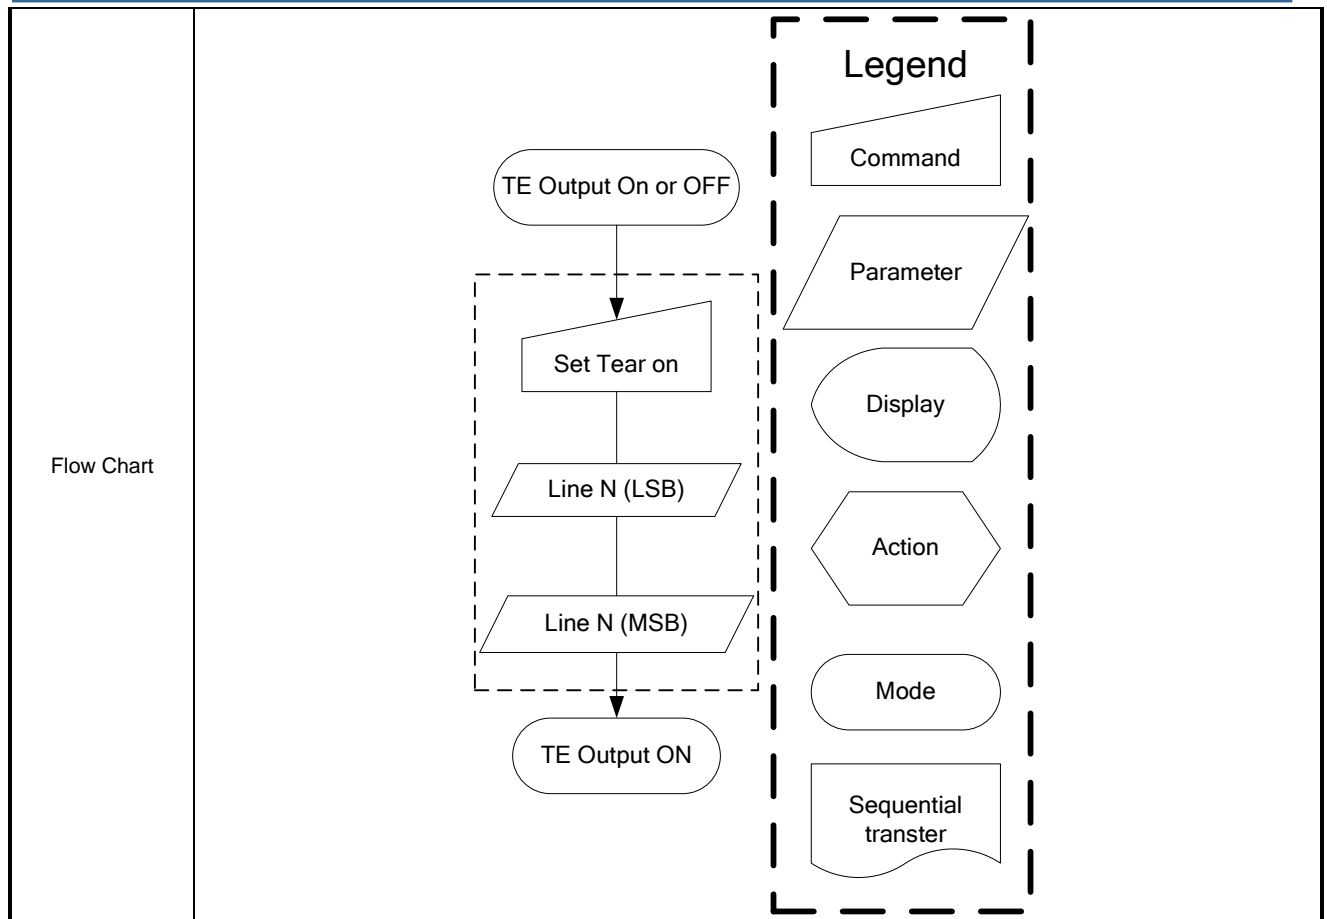 Flow Chart
TE Output On or OFF
Set Tear on
Line N (LSB)
Line N (MSB)
TE Output ON
Legend
Command
Parameter
Display
Action
Mode
Sequential
transter